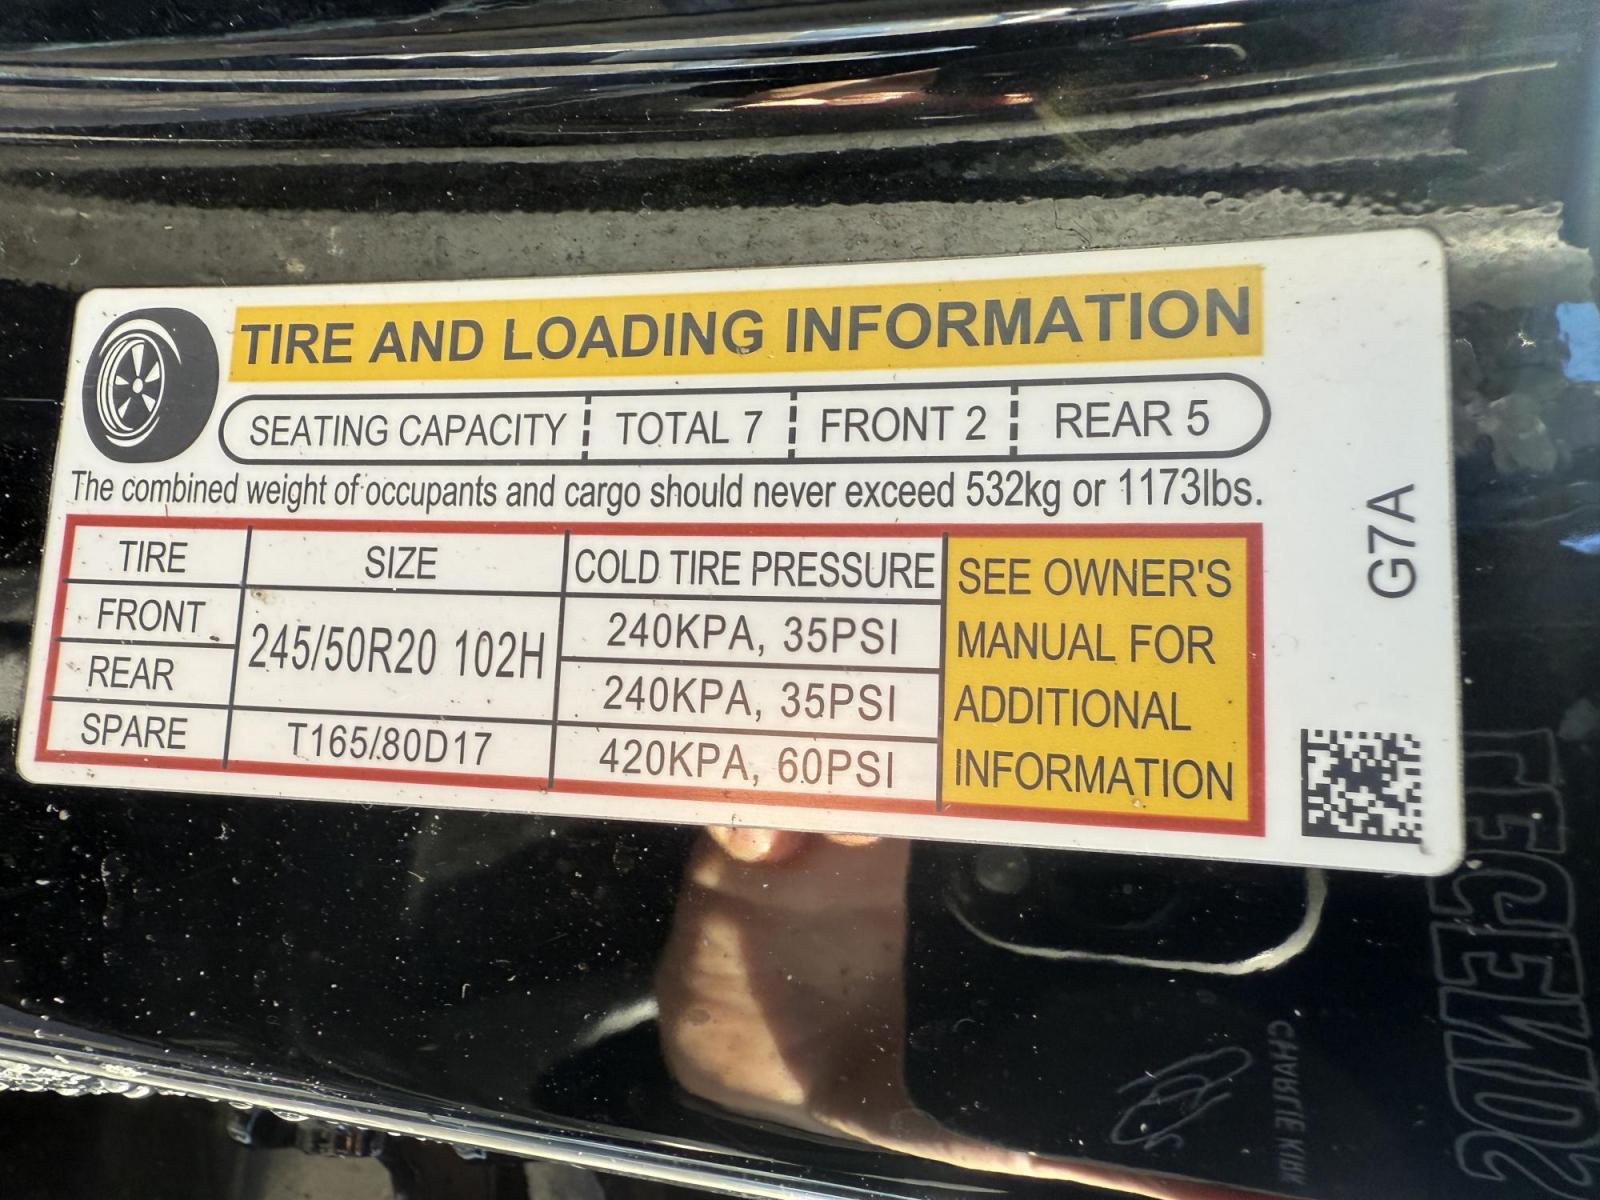 TIRE AND LOADING INFORMATION
SEATING CAPACITY TOTAL 7 FRONT 2 REAR 5
The combined weight of occupants and cargo should never exceed 532kg or 1173lbs.
TIRE SIZE COLD TIRE PRESSURE
FRONT 245/50R20 102H 240KPA, 35PSI
REAR 240KPA, 35PSI
SPARE T165/80D17 420KPA, 60PSI
SEE OWNER'S
MANUAL FOR
ADDITIONAL
INFORMATION
G7A
CHARLIE KIRK